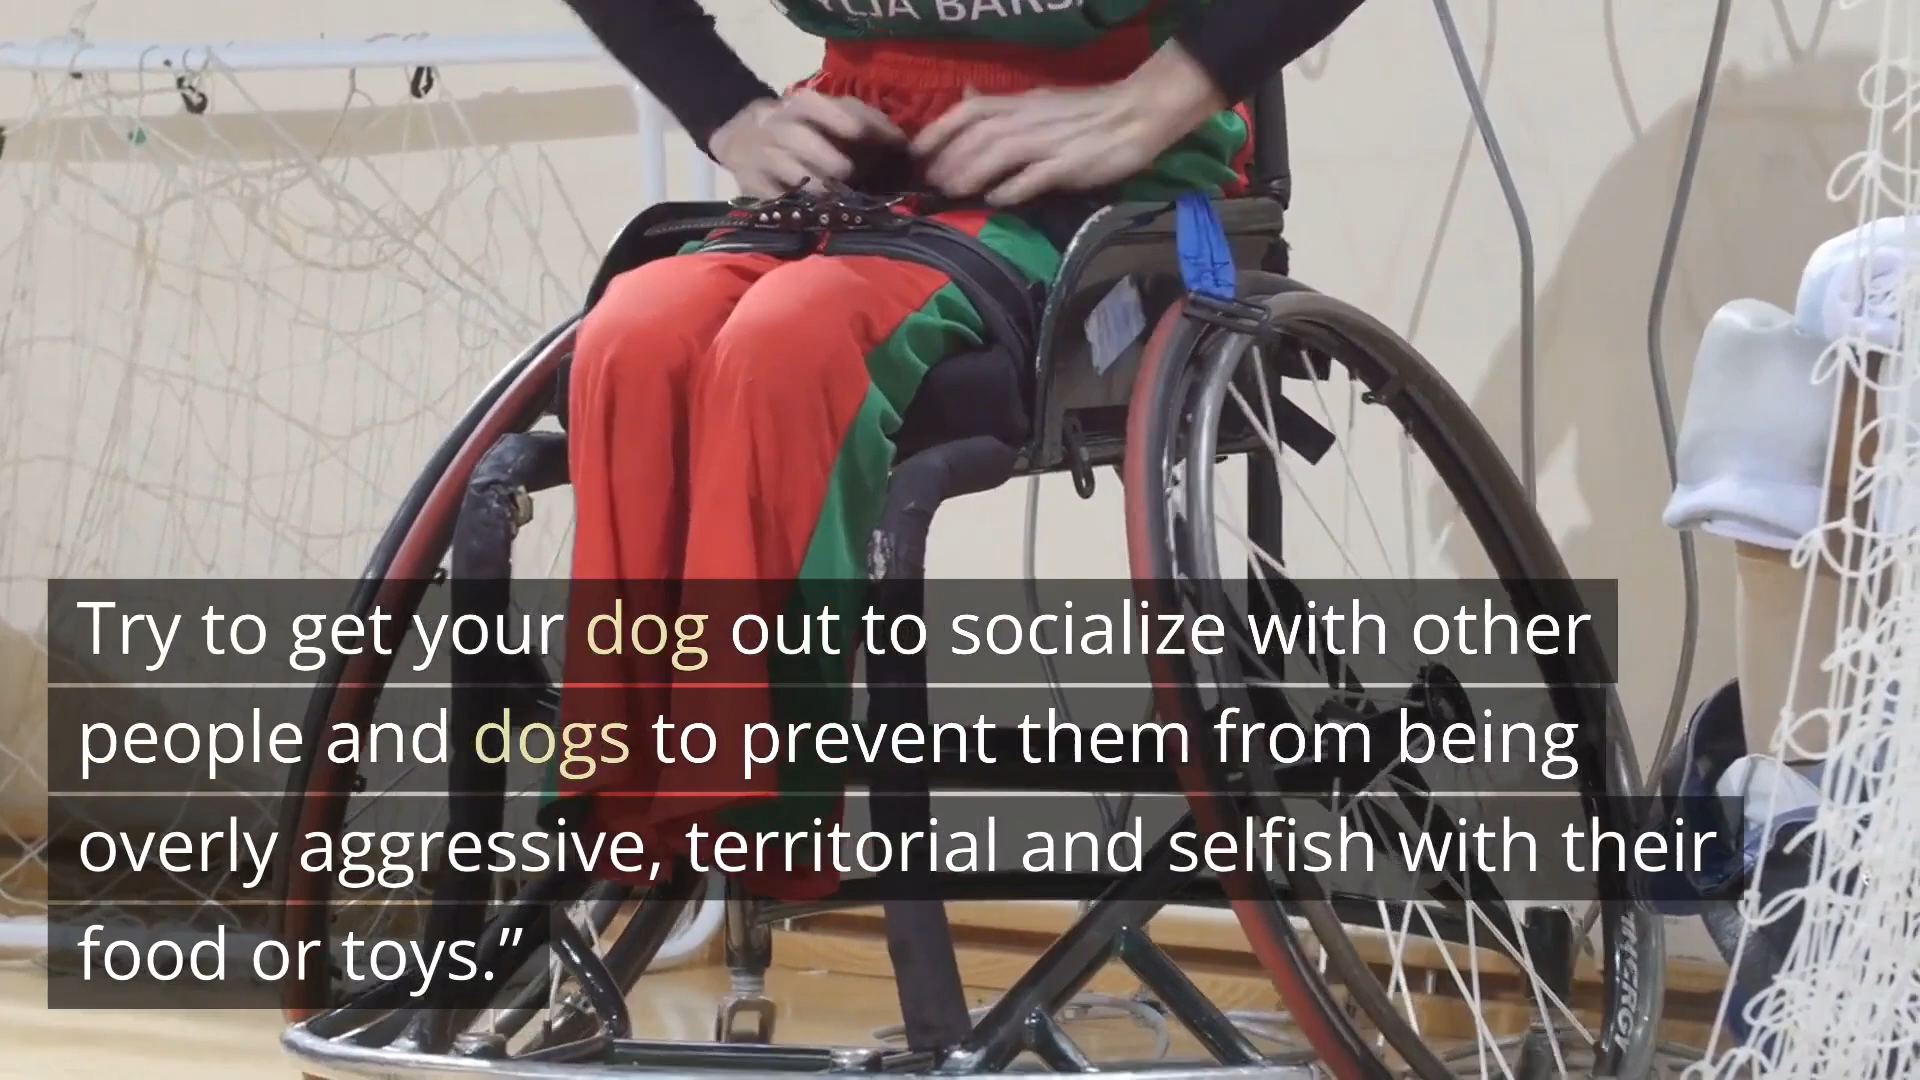 Try to get your dog out to socialize with other
people and dogs to prevent them from being
overly aggressive, territorial and selfish with their
food or toys.”